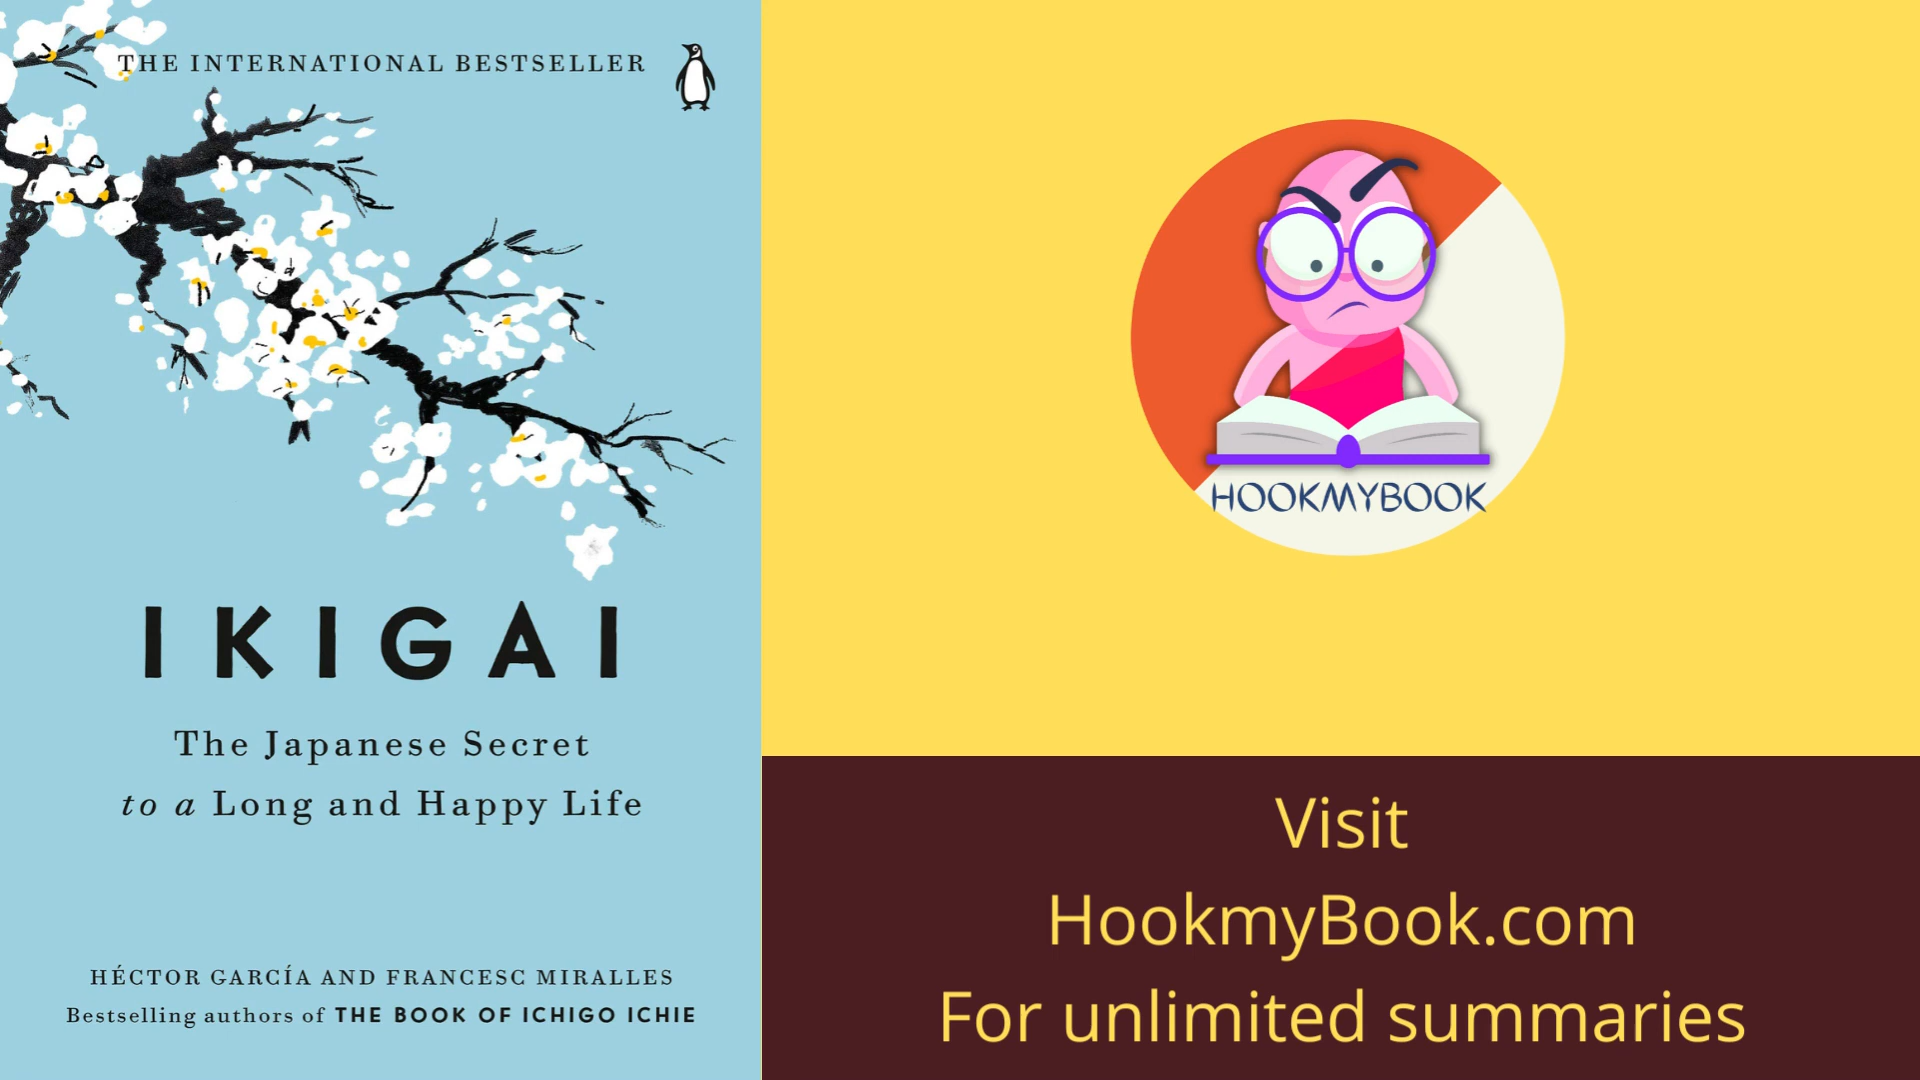 THE INTERNATIONAL BESTSELLER
IKIGAI
The Japanese Secret
to a Long and Happy Life
HÉCTOR GARCÍA AND FRANCESC MIRALLES
Bestselling authors of THE BOOK OF ICHIGO ICHIE
HOOKMYBOOK
Visit
HookmyBook.com
For unlimited summaries